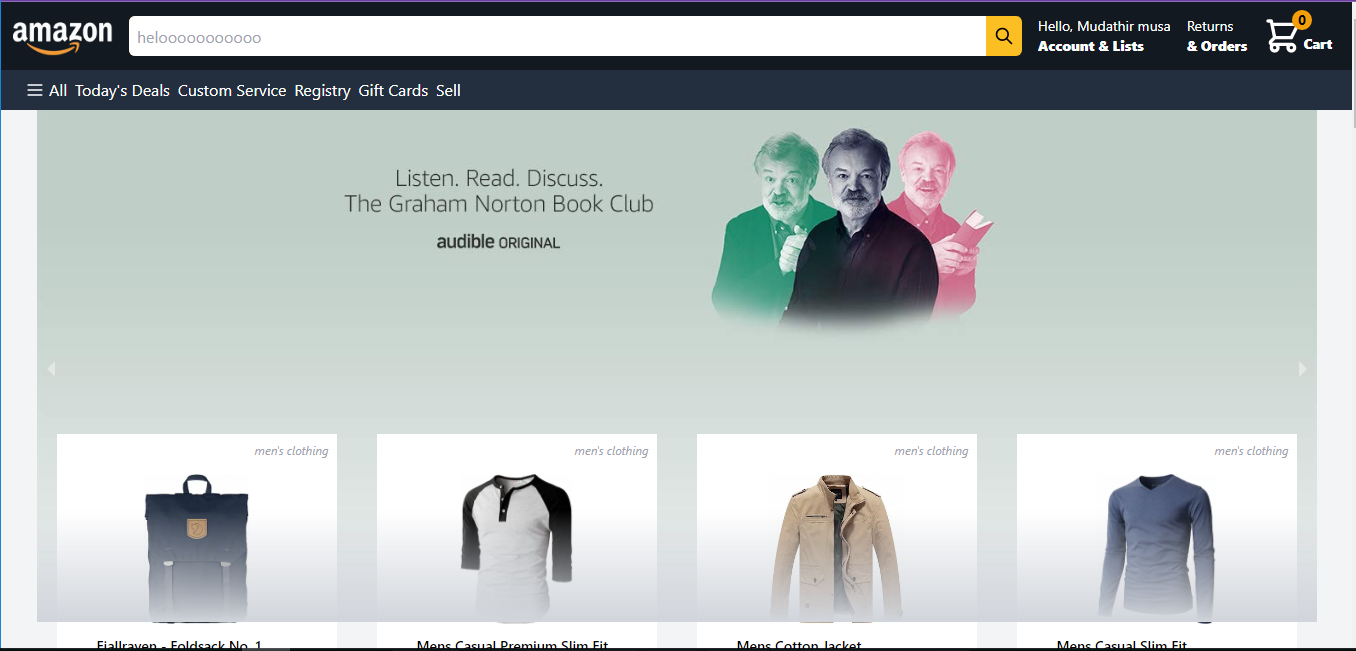 amazon
helooooooooooo
Hello, Mudathir musa
Account & Lists
Returns
& Orders
0
Cart
All Today's Deals Custom Service Registry Gift Cards Sell
Listen. Read. Discuss.
The Graham Norton Book Club
audible ORIGINAL
men's clothing
men's clothing
men's clothing
men's clothing
Fjallraven - Foldsack No. 1
Mens Casual Premium Slim Fit
Mens Cotton Jacket
Mens Casual Slim Fit